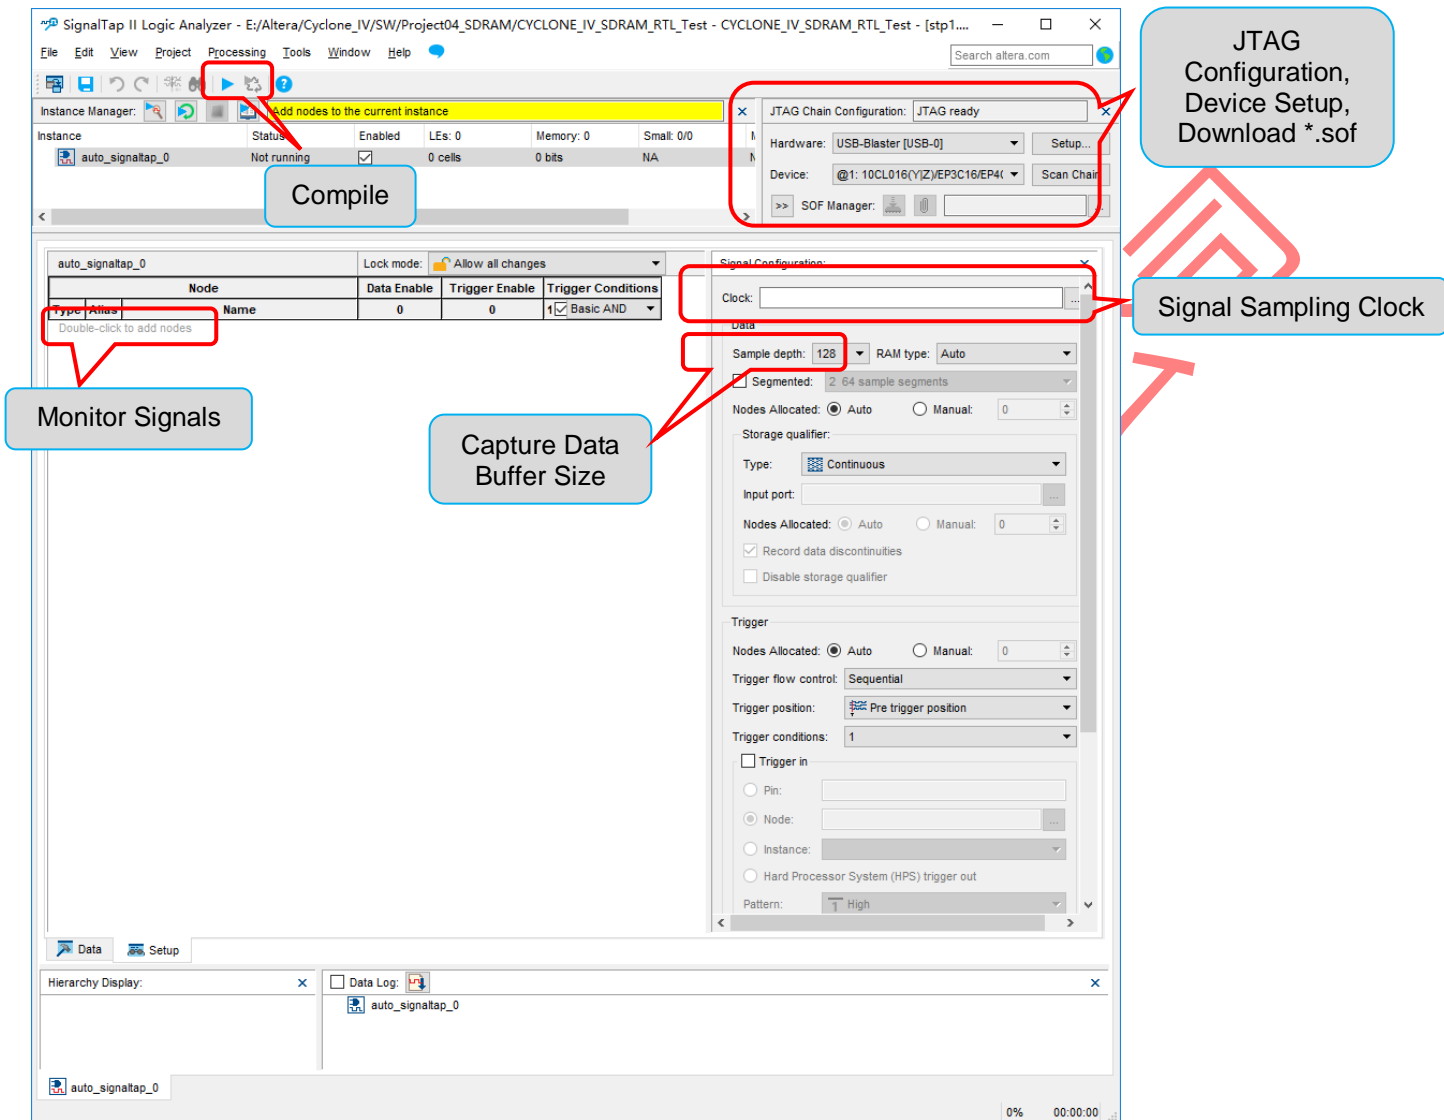 SignalTap II Logic Analyzer - E:/Altera/Cyclone_IV/SW/Project04_SDRAM/CYCLONE_IV_SDRAM_RTL_Test - CYCLONE_IV_SDRAM_RTL_Test - [stp1....
File Edit View Project Processing Tools Window Help
Search altera.com
JTAG
Configuration,
Device Setup,
Download *.sof
Instance Manager:
Add nodes to the current instance
JTAG Chain Configuration: JTAG ready
Instance Status Enabled LEs: 0 Memory: 0 Small: 0/0
auto_signaltap_0 Not running 0 cells 0 bits NA
Hardware: USB-Blaster [USB-0] Setup...
Device: @1: 10CL016(Y|Z)/EP3C16/EP4( Scan Chain
>> SOF Manager: ...
Compile
auto_signaltap_0 Lock mode: Allow all changes
Node Data Enable Trigger Enable Trigger Conditions
Type Alias Name 0 0 1 Basic AND
Double-click to add nodes
Monitor Signals
Signal Configuration:
Clock: ...
Signal Sampling Clock
Data
Sample depth: 128 RAM type: Auto
Segmented: 2 64 sample segments
Nodes Allocated: Auto Manual: 0
Capture Data
Buffer Size
Storage qualifier:
Type: Continuous
Input port: ...
Nodes Allocated: Auto Manual: 0
Record data discontinuities
Disable storage qualifier
Trigger
Nodes Allocated: Auto Manual: 0
Trigger flow control: Sequential
Trigger position: Pre trigger position
Trigger conditions: 1
Trigger in
Pin:
Node: ...
Instance:
Hard Processor System (HPS) trigger out
Pattern: High
Data Setup
Hierarchy Display:
Data Log:
auto_signaltap_0
auto_signaltap_0
0% 00:00:00